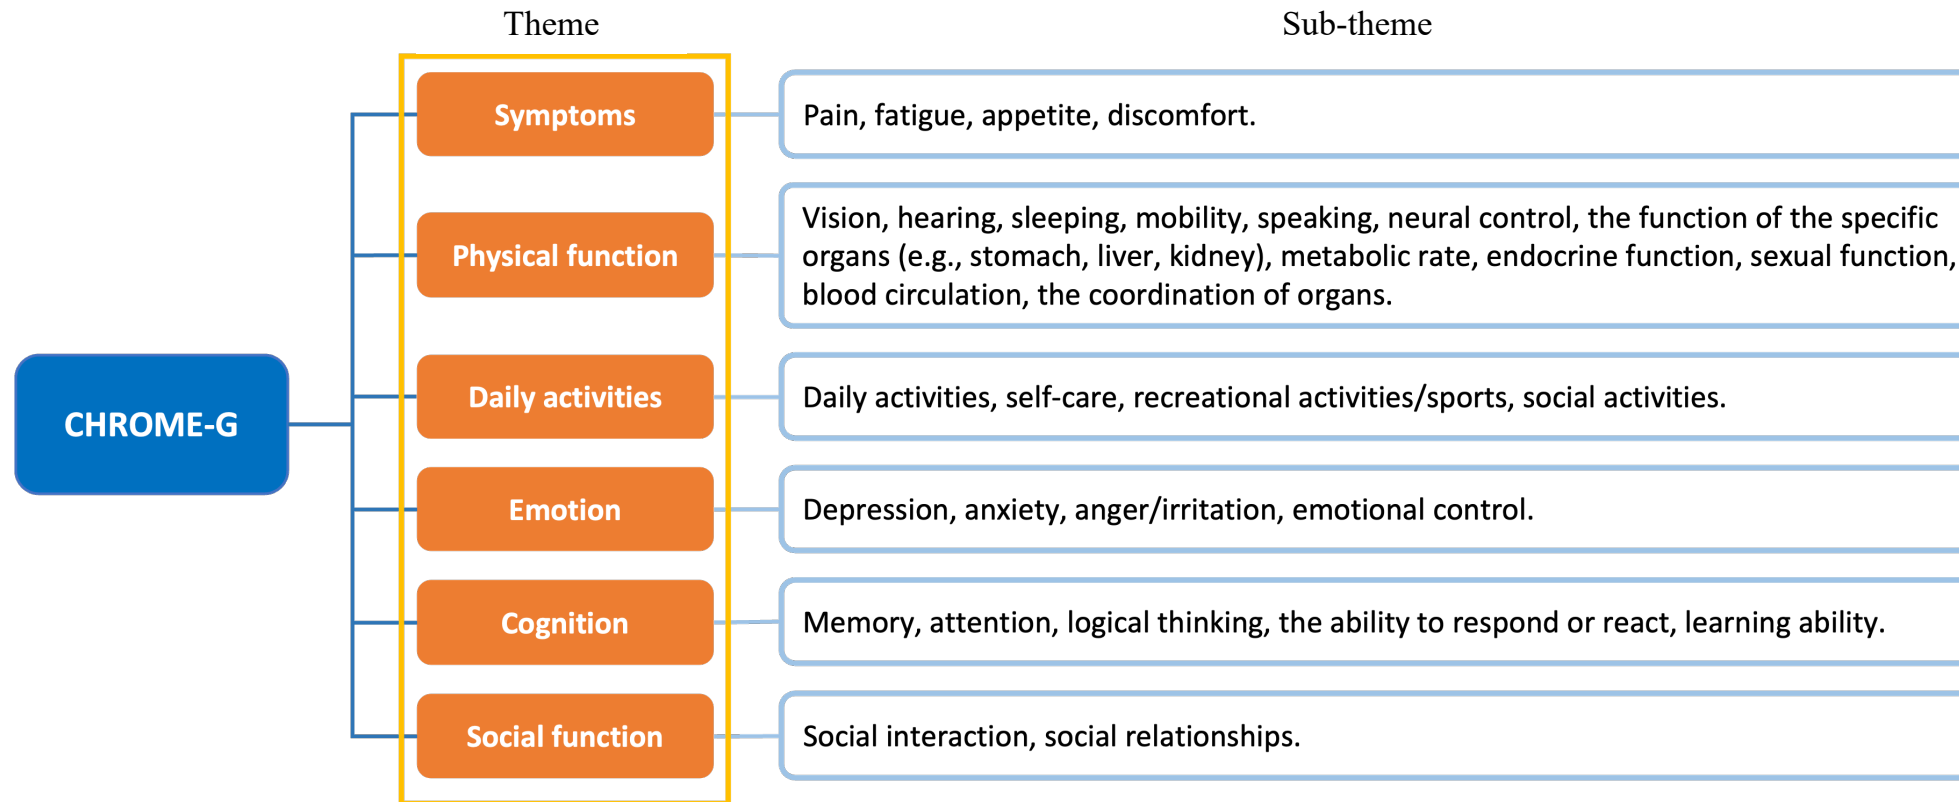 Theme
Sub-theme
CHROME-G
Symptoms
Pain, fatigue, appetite, discomfort.
Physical function
Vision, hearing, sleeping, mobility, speaking, neural control, the function of the specific
organs (e.g., stomach, liver, kidney), metabolic rate, endocrine function, sexual function,
blood circulation, the coordination of organs.
Daily activities
Daily activities, self-care, recreational activities/sports, social activities.
Emotion
Depression, anxiety, anger/irritation, emotional control.
Cognition
Memory, attention, logical thinking, the ability to respond or react, learning ability.
Social function
Social interaction, social relationships.